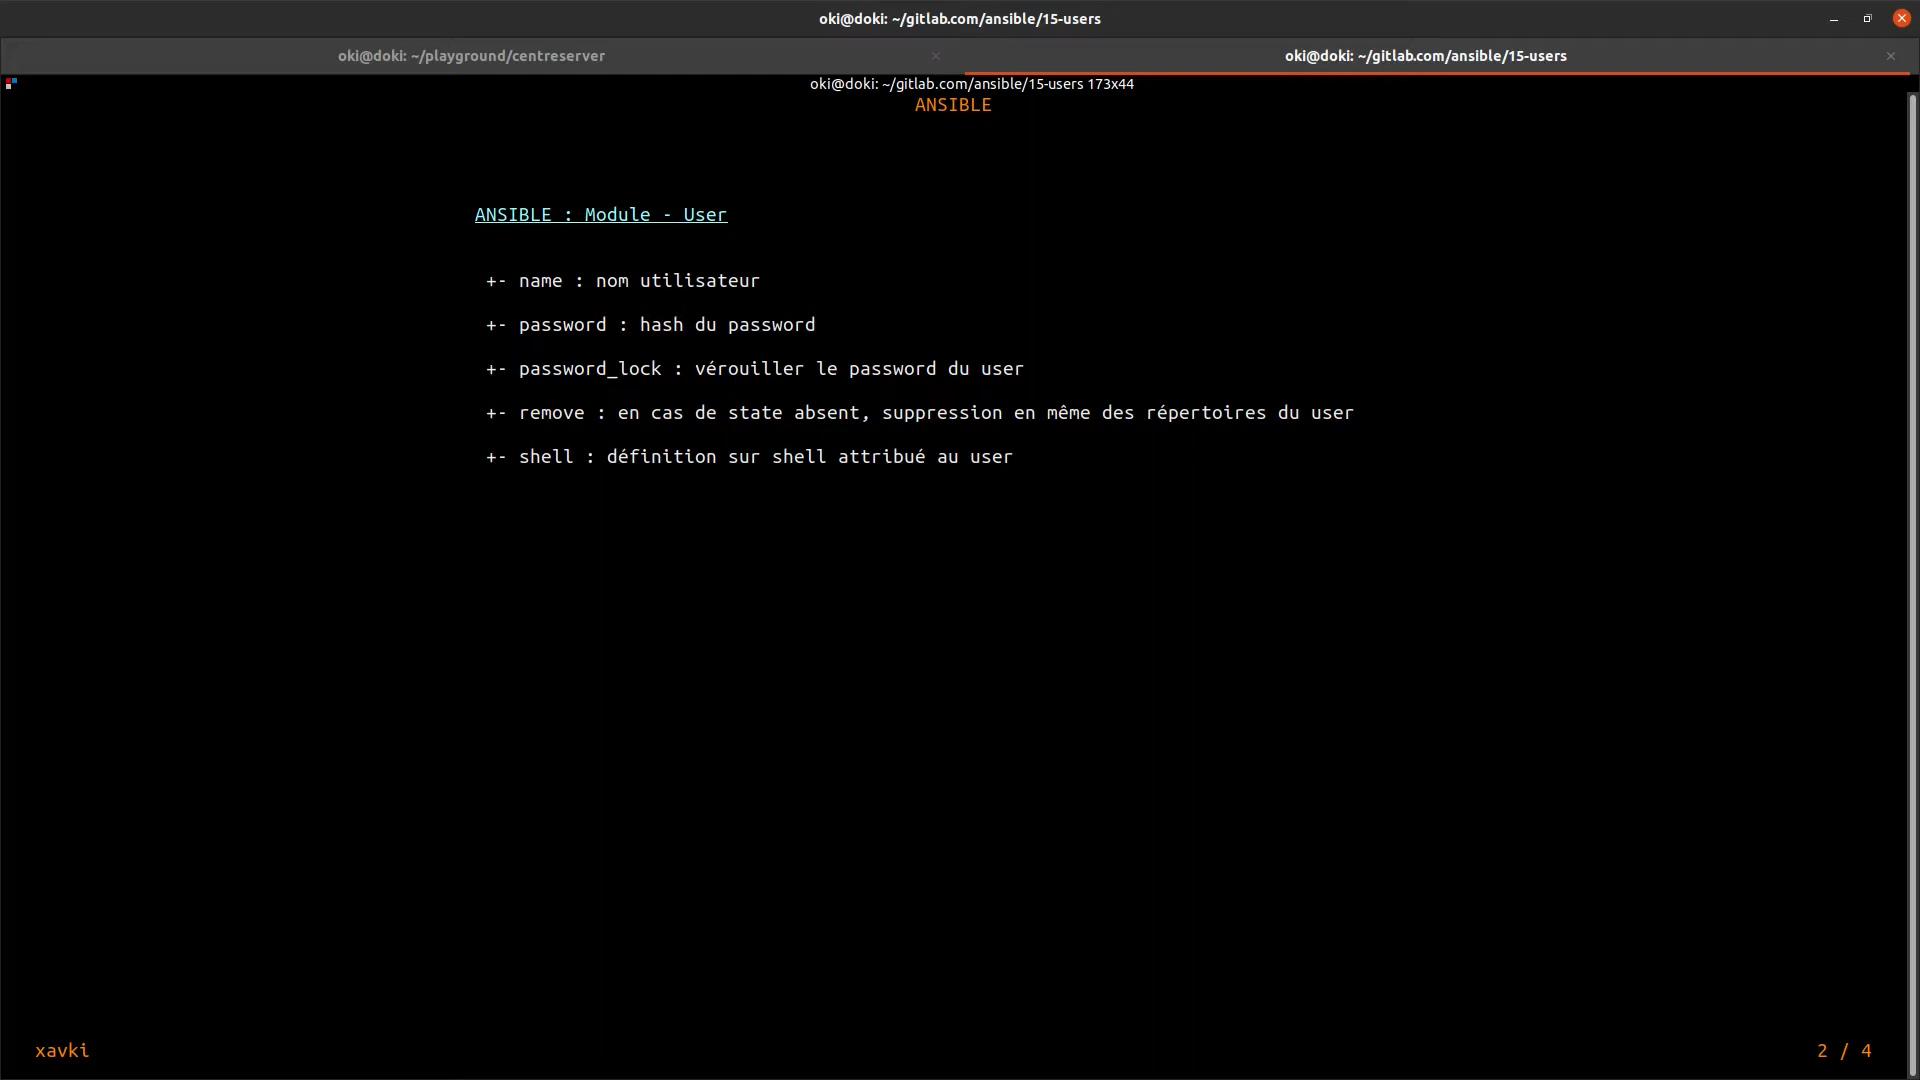 oki@doki: ~/gitlab.com/ansible/15-users
oki@doki: ~/playground/centreserver
oki@doki: ~/gitlab.com/ansible/15-users
oki@doki: ~/gitlab.com/ansible/15-users 173x44
ANSIBLE
ANSIBLE : Module - User
+- name : nom utilisateur
+- password : hash du password
+- password_lock : vérouiller le password du user
+- remove : en cas de state absent, suppression en même des répertoires du user
+- shell : définition sur shell attribué au user
xavki
2 / 4